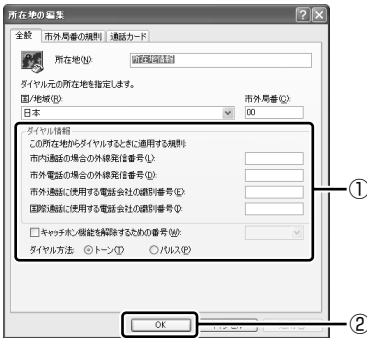 所在地の編集
全般 市外局番の規則 通話カード
所在地(N): 所在地情報
ダイヤル元の所在地を指定します。
国/地域(R): 市外局番(C):
日本 00
ダイヤル情報
この所在地からダイヤルするときに適用する規則:
市内通話の場合の外線発信番号(L):
市外電話の場合の外線発信番号(D):
市外通話に使用する電話会社の識別番号(E):
国際通話に使用する電話会社の識別番号(I):
キャッチホン機能を解除するための番号(W):
ダイヤル方法: トーン(T) パルス(P)
①
OK
②